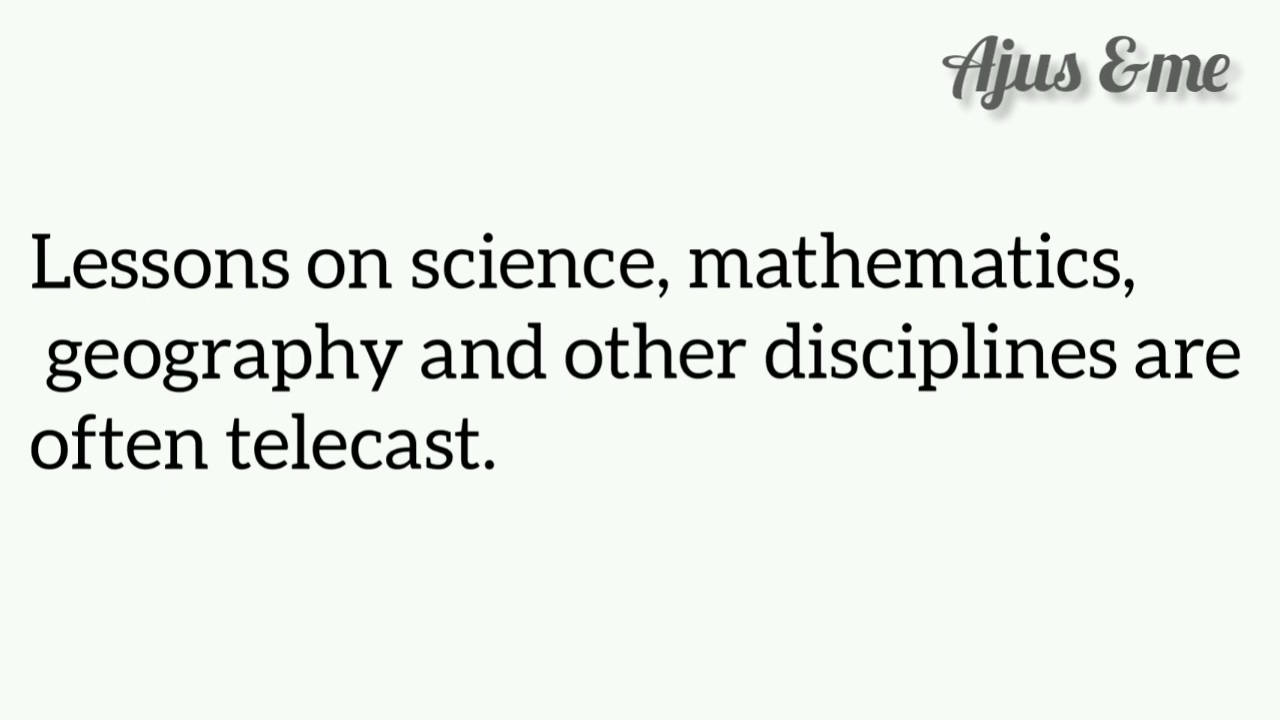 Ajus &me
Lessons on science, mathematics,
geography and other disciplines are
often telecast.